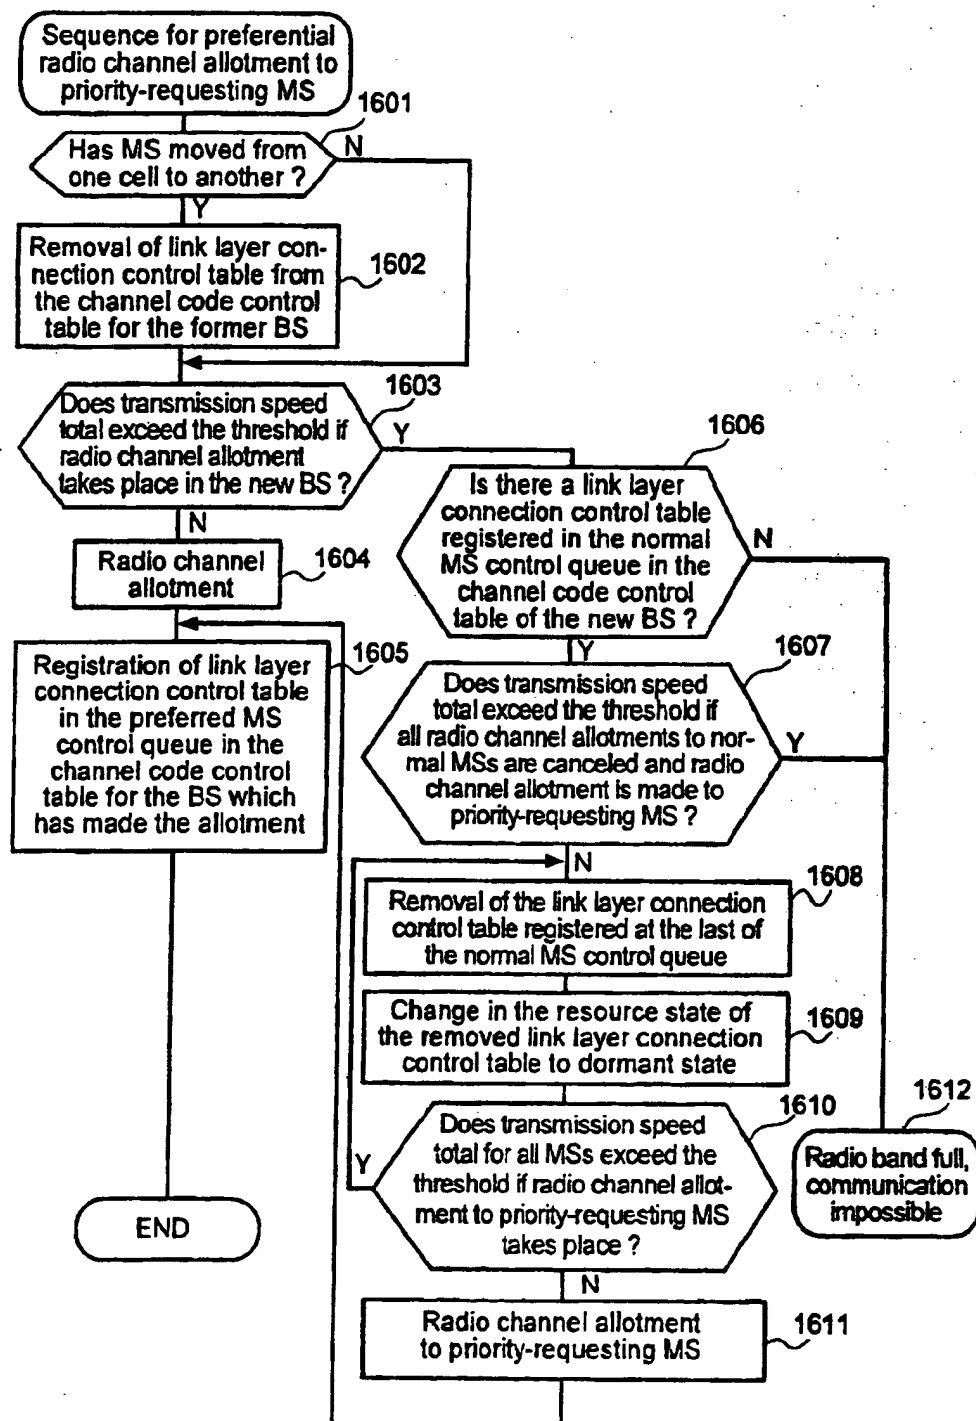 Sequence for preferential
radio channel allotment to
priority-requesting MS
1601
Has MS moved from
one cell to another ?
N
Y
Removal of link layer con-
nection control table from
the channel code control
table for the former BS
1602
1603
Does transmission speed
total exceed the threshold if
radio channel allotment
takes place in the new BS ?
Y
N
Radio channel
allotment
1604
1605
Registration of link layer
connection control table
in the preferred MS
control queue in the
channel code control
table for the BS which
has made the allotment
END
1606
Is there a link layer
connection control table
registered in the normal
MS control queue in the
channel code control
table of the new BS ?
N
Y
1607
Does transmission speed
total exceed the threshold if
all radio channel allotments to nor-
mal MSs are canceled and radio
channel allotment is made to
priority-requesting MS ?
Y
N
1608
Removal of the link layer connection
control table registered at the last of
the normal MS control queue
1609
Change in the resource state of
the removed link layer connection
control table to dormant state
1610
Does transmission speed
total for all MSs exceed the
threshold if radio channel allot-
ment to priority-requesting MS
takes place ?
Y
N
Radio channel allotment
to priority-requesting MS
1611
1612
Radio band full,
communication
impossible